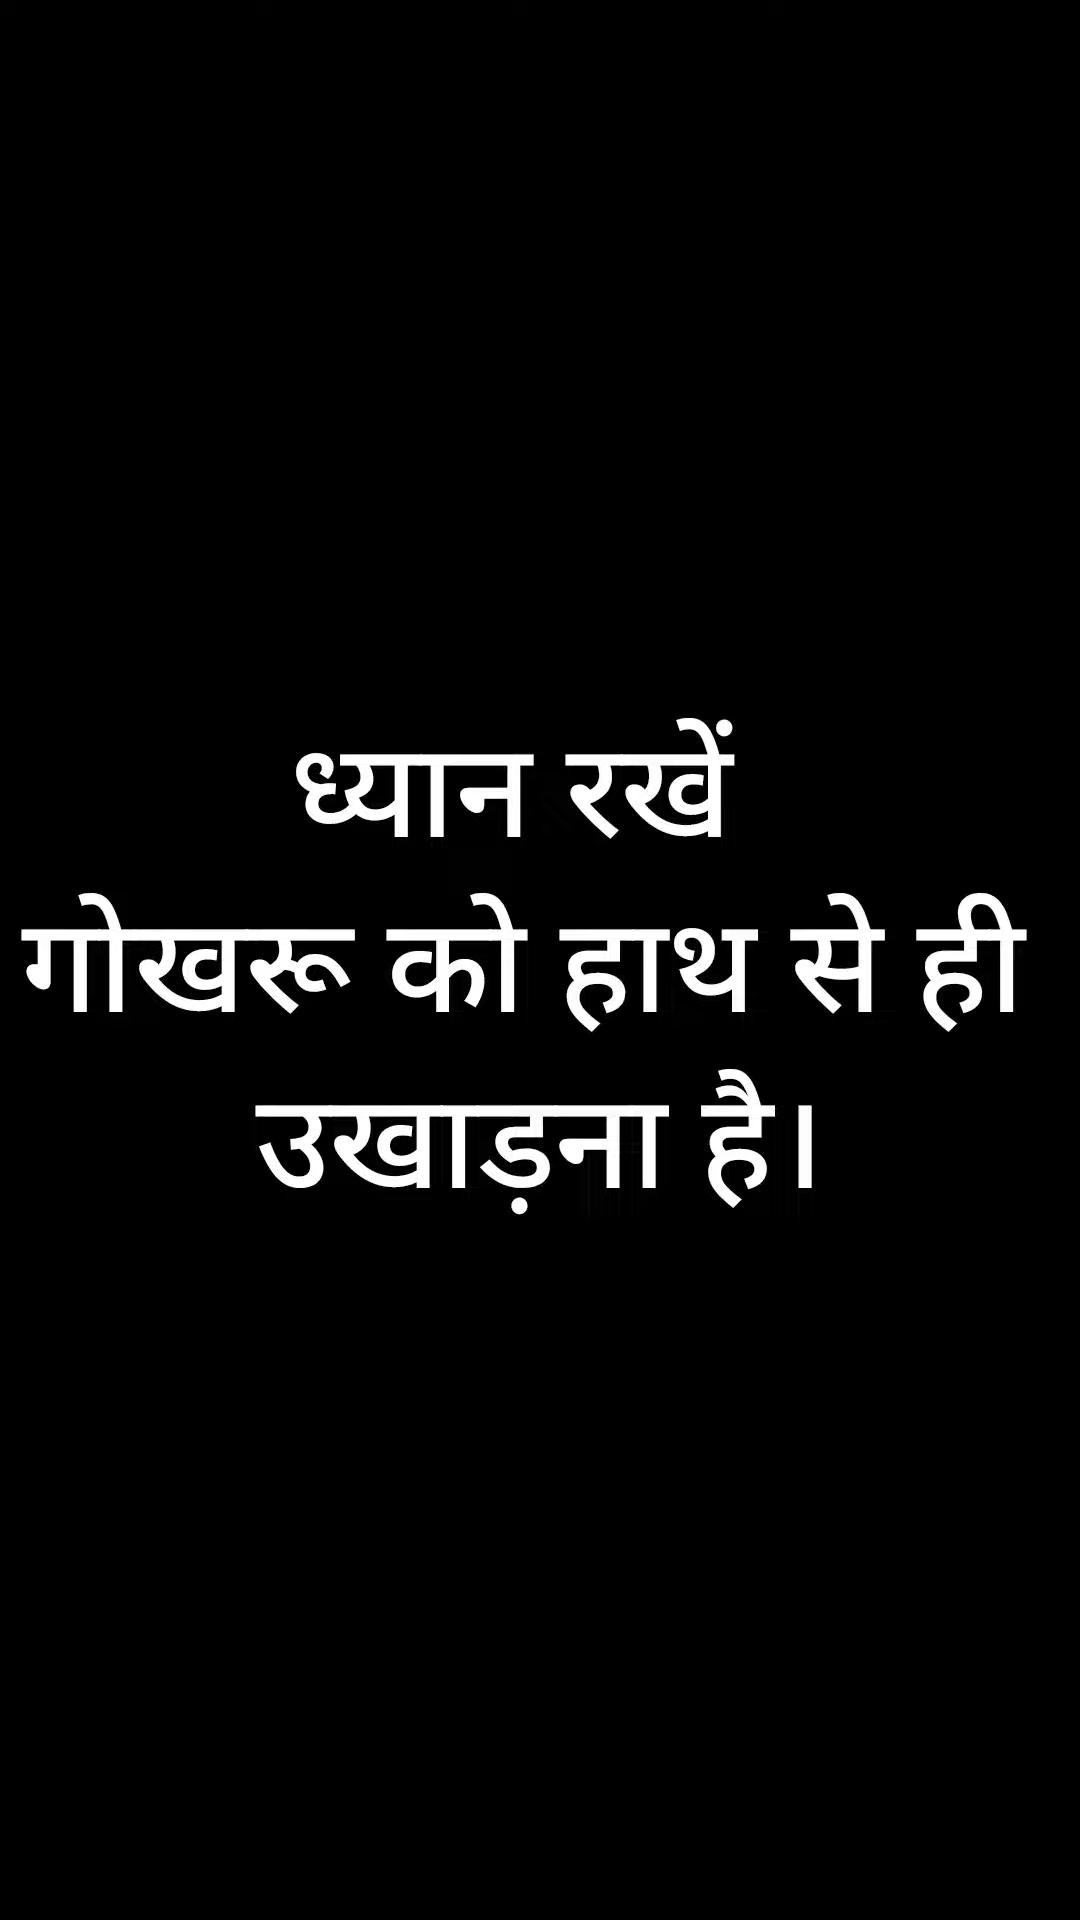 ध्यान रखें
गोखरू को हाथ से ही
उखाड़ना है।